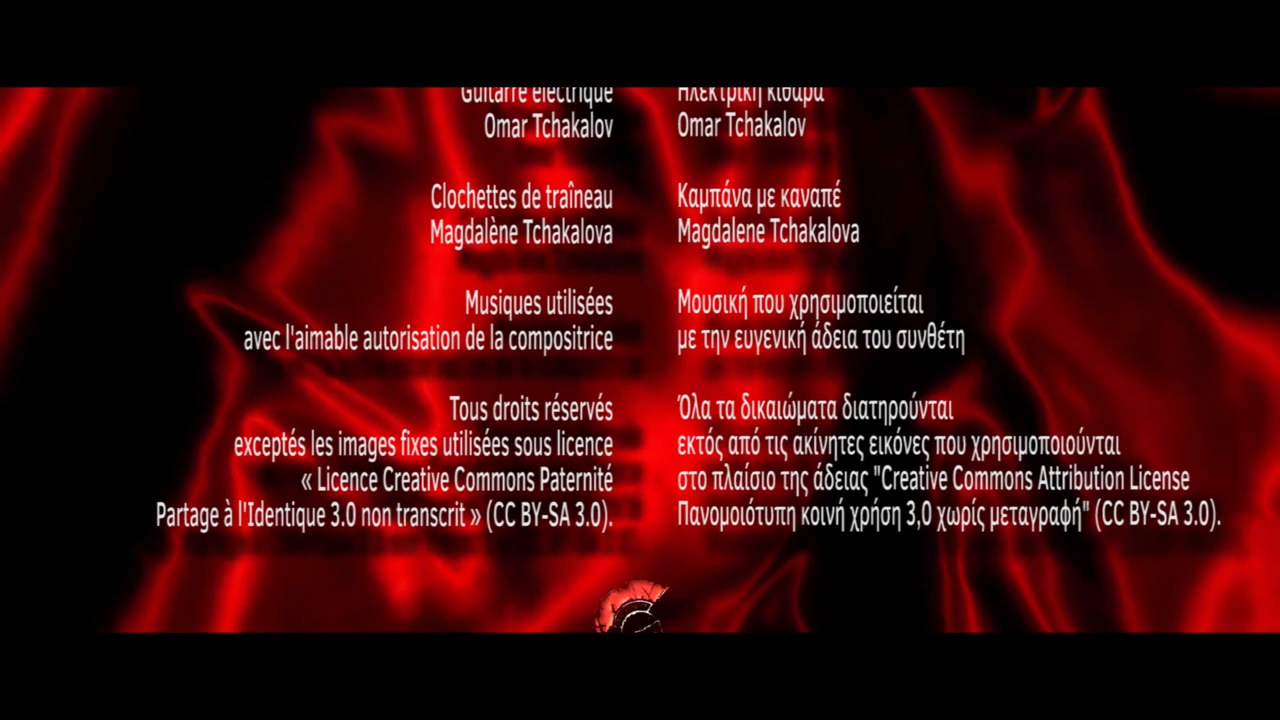 Guitarre électrique
Omar Tchakalov
Clochettes de traîneau
Magdalène Tchakalova
Musiques utilisées
avec l'aimable autorisation de la compositrice
Tous droits réservés
exceptés les images fixes utilisées sous licence
« Licence Creative Commons Paternité
Partage à l'Identique 3.0 non transcrit » (CC BY-SA 3.0).
Ηλεκτρική κιθάρα
Omar Tchakalov
Καμπάνα με καναπέ
Magdalene Tchakalova
Μουσική που χρησιμοποιείται
με την ευγενική άδεια του συνθέτη
Όλα τα δικαιώματα διατηρούνται
εκτός από τις ακίνητες εικόνες που χρησιμοποιούνται
στο πλαίσιο της άδειας "Creative Commons Attribution License
Πανομοιότυπη κοινή χρήση 3,0 χωρίς μεταγραφή" (CC BY-SA 3.0).